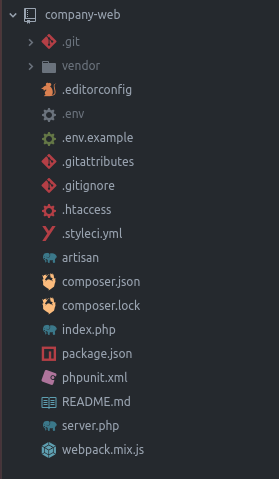 company-web
.git
vendor
.editorconfig
.env
.env.example
.gitattributes
.gitignore
.htaccess
.styleci.yml
artisan
composer.json
composer.lock
index.php
package.json
phpunit.xml
README.md
server.php
webpack.mix.js